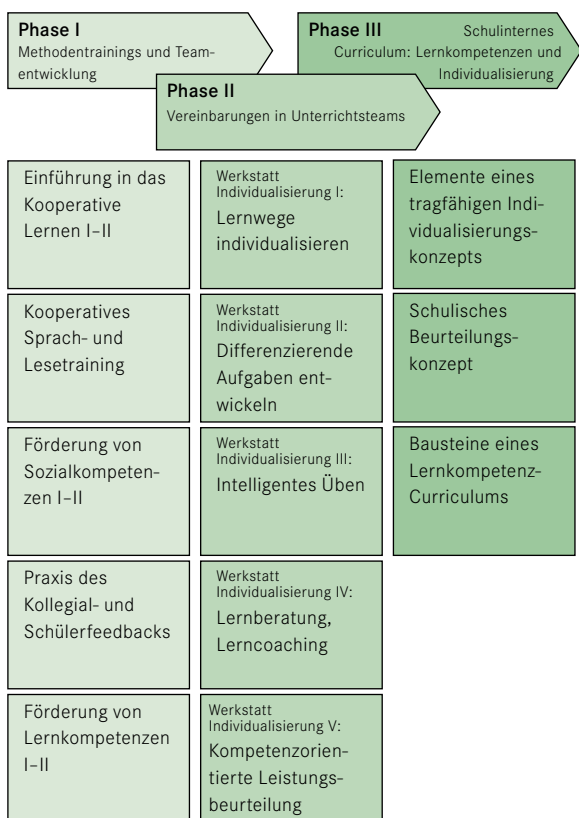 Phase I
Methodentrainings und Team-
entwicklung
Phase III Schulinternes
Curriculum: Lernkompetenzen und
Individualisierung
Phase II
Vereinbarungen in Unterrichtsteams
Einführung in das
Kooperative
Lernen I–II
Werkstatt
Individualisierung I:
Lernwege
individualisieren
Elemente eines
tragfähigen Indi-
vidualisierungs-
konzepts
Kooperatives
Sprach- und
Lesetraining
Werkstatt
Individualisierung II:
Differenzierende
Aufgaben ent-
wickeln
Schulisches
Beurteilungs-
konzept
Förderung von
Sozialkompeten-
zen I–II
Werkstatt
Individualisierung III:
Intelligentes Üben
Bausteine eines
Lernkompetenz-
Curriculums
Praxis des
Kollegial- und
Schülerfeedbacks
Werkstatt
Individualisierung IV:
Lernberatung,
Lerncoaching
Förderung von
Lernkompetenzen
I–II
Werkstatt
Individualisierung V:
Kompetenzorien-
tierte Leistungs-
beurteilung